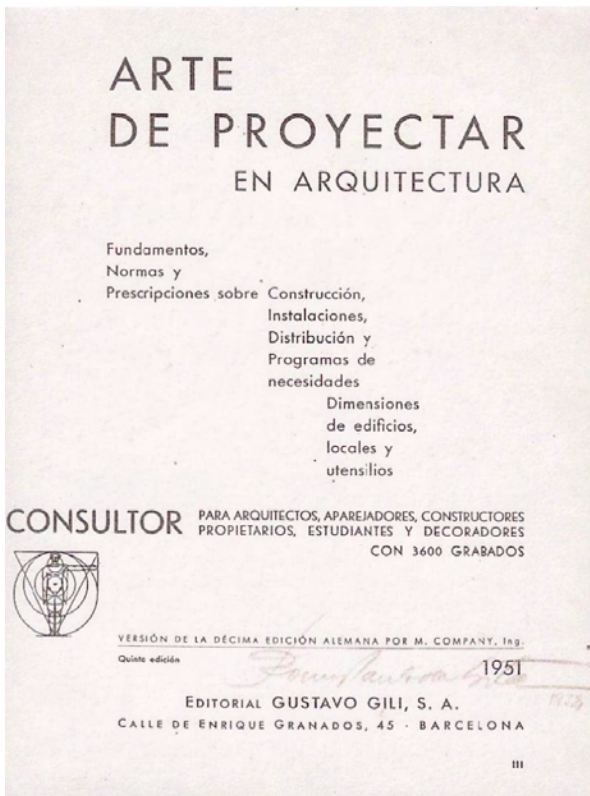 ARTE
DE PROYECTAR
EN ARQUITECTURA
Fundamentos,
Normas y
Prescripciones sobre Construcción,
Instalaciones,
Distribución y
Programas de
necesidades
Dimensiones
de edificios,
locales y
utensilios
CONSULTOR PARA ARQUITECTOS, APAREJADORES, CONSTRUCTORES
PROPIETARIOS, ESTUDIANTES Y DECORADORES
CON 3600 GRABADOS
VERSIÓN DE LA DÉCIMA EDICIÓN ALEMANA POR M. COMPANY, Ing.
Quinta edición 1951
EDITORIAL GUSTAVO GILI, S. A.
CALLE DE ENRIQUE GRANADOS, 45 · BARCELONA
III